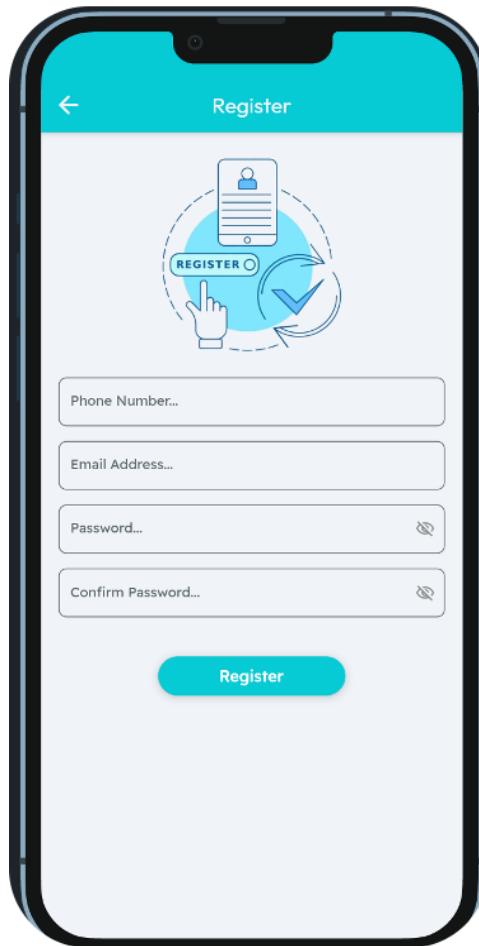 Register
REGISTER
Phone Number...
Email Address...
Password...
Confirm Password...
Register